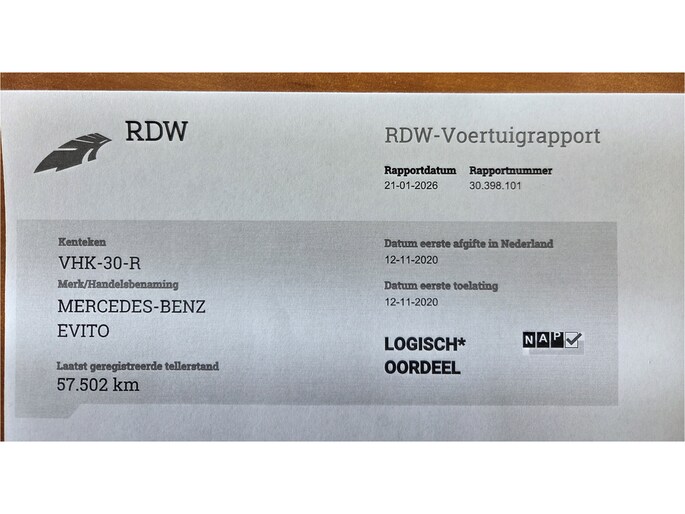 RDW
RDW-Voertuigrapport
Rapportdatum Rapportnummer
21-01-2026 30.398.101
Kenteken
VHK-30-R
Merk/Handelsbenaming
MERCEDES-BENZ
EVITO
Laatst geregistreerde tellerstand
57.502 km
Datum eerste afgifte in Nederland
12-11-2020
Datum eerste toelating
12-11-2020
LOGISCH*
OORDEEL
NAP